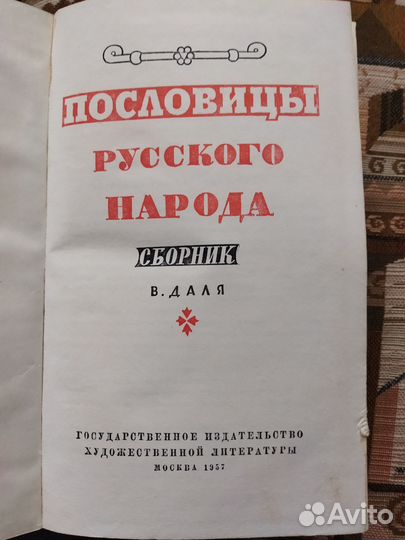 ПОСЛОВИЦЫ
РУССКОГО
НАРОДА
СБОРНИК
В. ДАЛЯ
ГОСУДАРСТВЕННОЕ ИЗДАТЕЛЬСТВО
ХУДОЖЕСТВЕННОЙ ЛИТЕРАТУРЫ
МОСКВА 1957
Avito